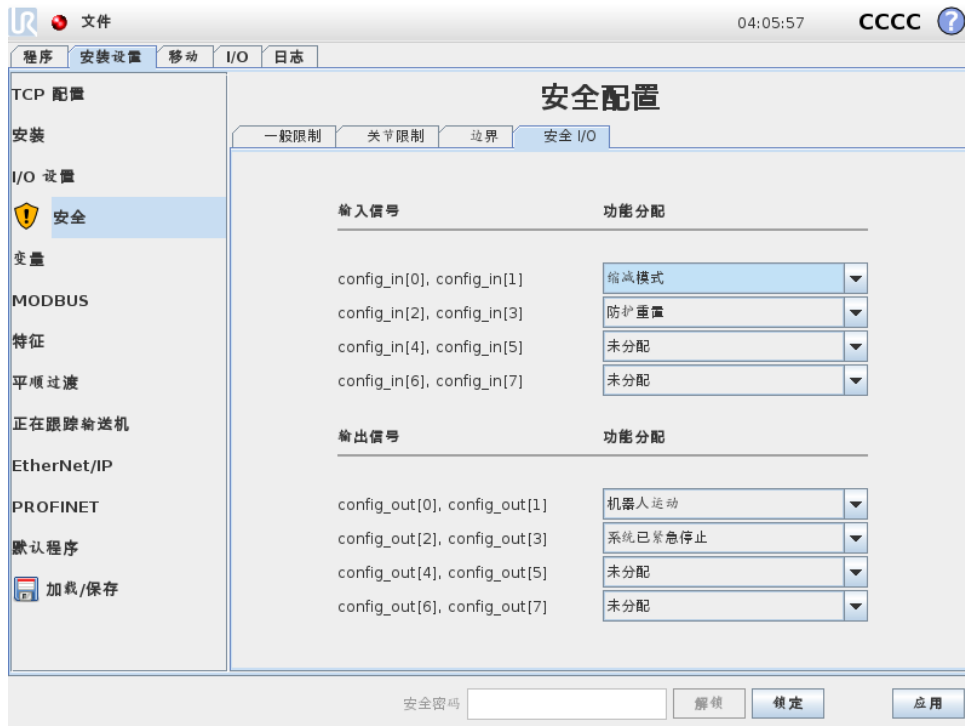 UR 文件 04:05:57 CCCC ?
程序 安装设置 移动 I/O 日志
TCP 配置
安装
I/O 设置
安全
变量
MODBUS
特征
平顺过渡
正在跟踪输送机
EtherNet/IP
PROFINET
默认程序
加载/保存
安全配置
一般限制 关节限制 边界 安全 I/O
输入信号 功能分配
config_in[0], config_in[1] 缩减模式
config_in[2], config_in[3] 防护重置
config_in[4], config_in[5] 未分配
config_in[6], config_in[7] 未分配
输出信号 功能分配
config_out[0], config_out[1] 机器人运动
config_out[2], config_out[3] 系统已紧急停止
config_out[4], config_out[5] 未分配
config_out[6], config_out[7] 未分配
安全密码 解锁 锁定 应用